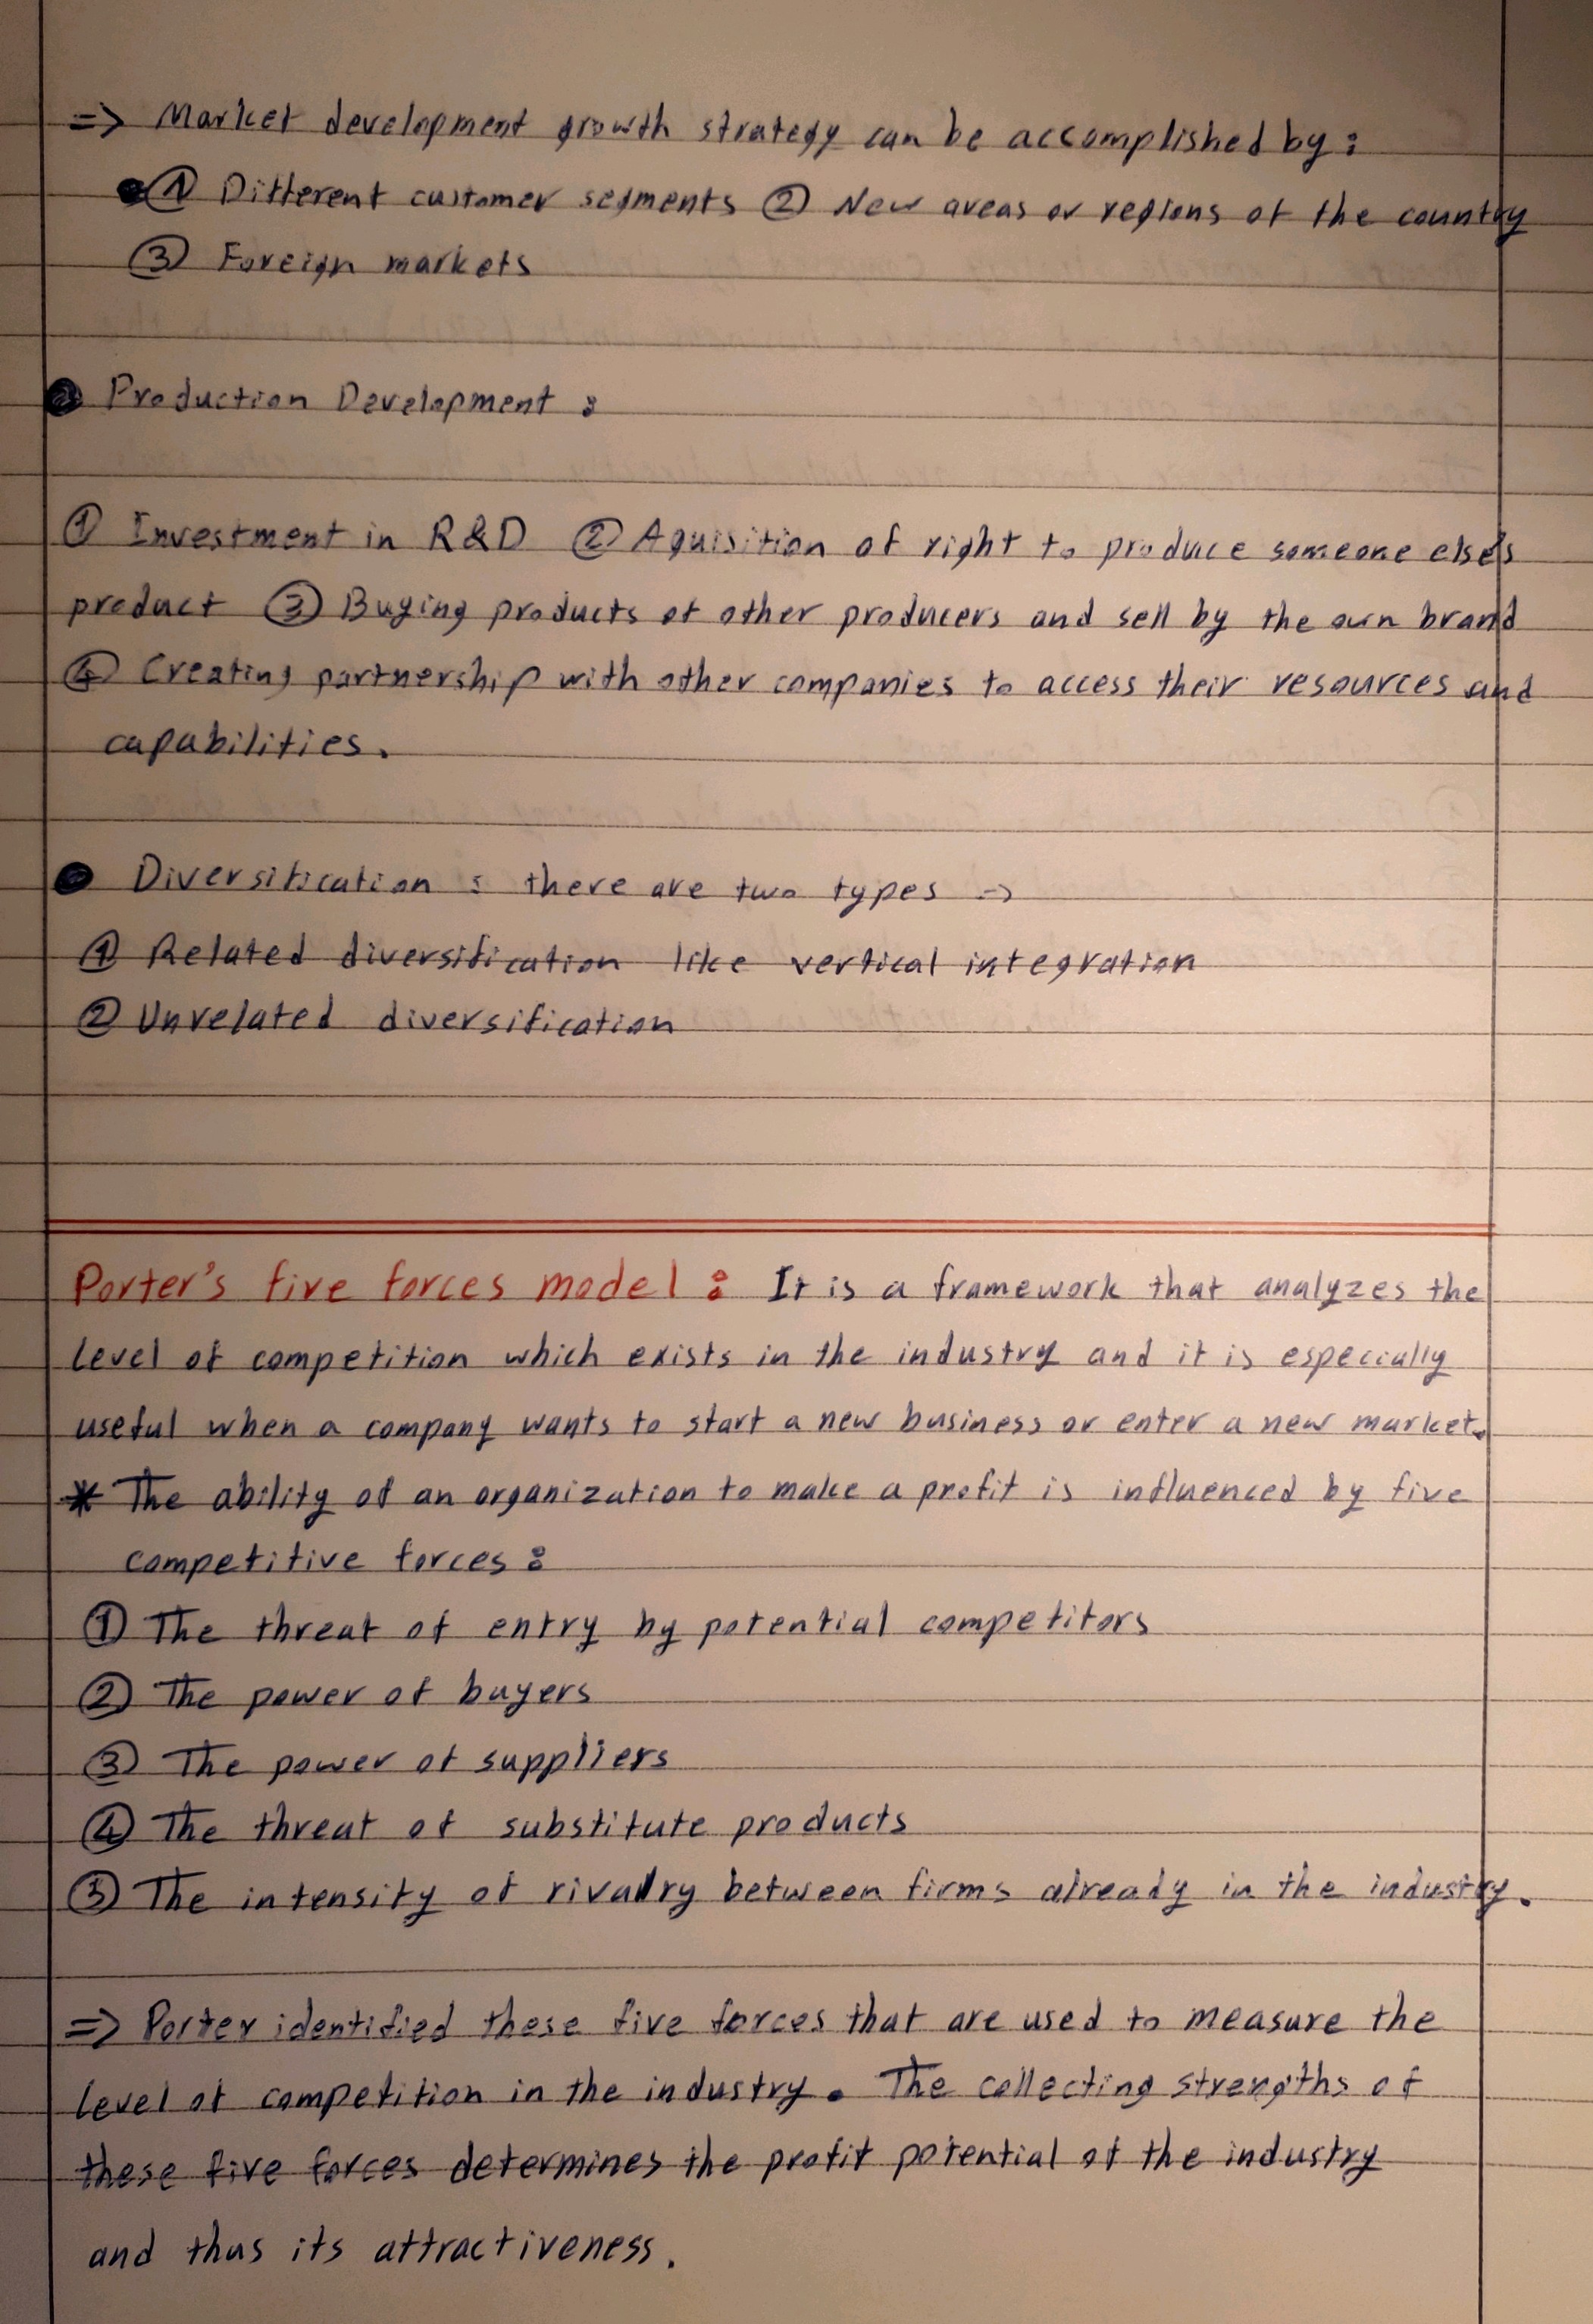 => Market development growth strategy can be accomplished by:
① Different customer segments ② New areas or regions of the country
③ Foreign markets
● Production Development:
① Investment in R&D ② Aquisition of right to produce someone else's
product ③ Buying products of other producers and sell by the own brand
④ Creating partnership with other companies to access their resources and
capabilities.
● Diversification: there are two types =>
① Related diversification like vertical integration
② Unrelated diversification
Porter's five forces model: It is a framework that analyzes the
level of competition which exists in the industry and it is especially
useful when a company wants to start a new business or enter a new market.
* The ability of an organization to make a profit is influenced by five
competitive forces:
① The threat of entry by potential competitors
② The power of buyers
③ The power of suppliers
④ The threat of substitute products
⑤ The intensity of rivalry between firms already in the industry.
=> Porter identified these five forces that are used to measure the
level of competition in the industry. The collecting strengths of
these five forces determines the profit potential of the industry
and thus its attractiveness.